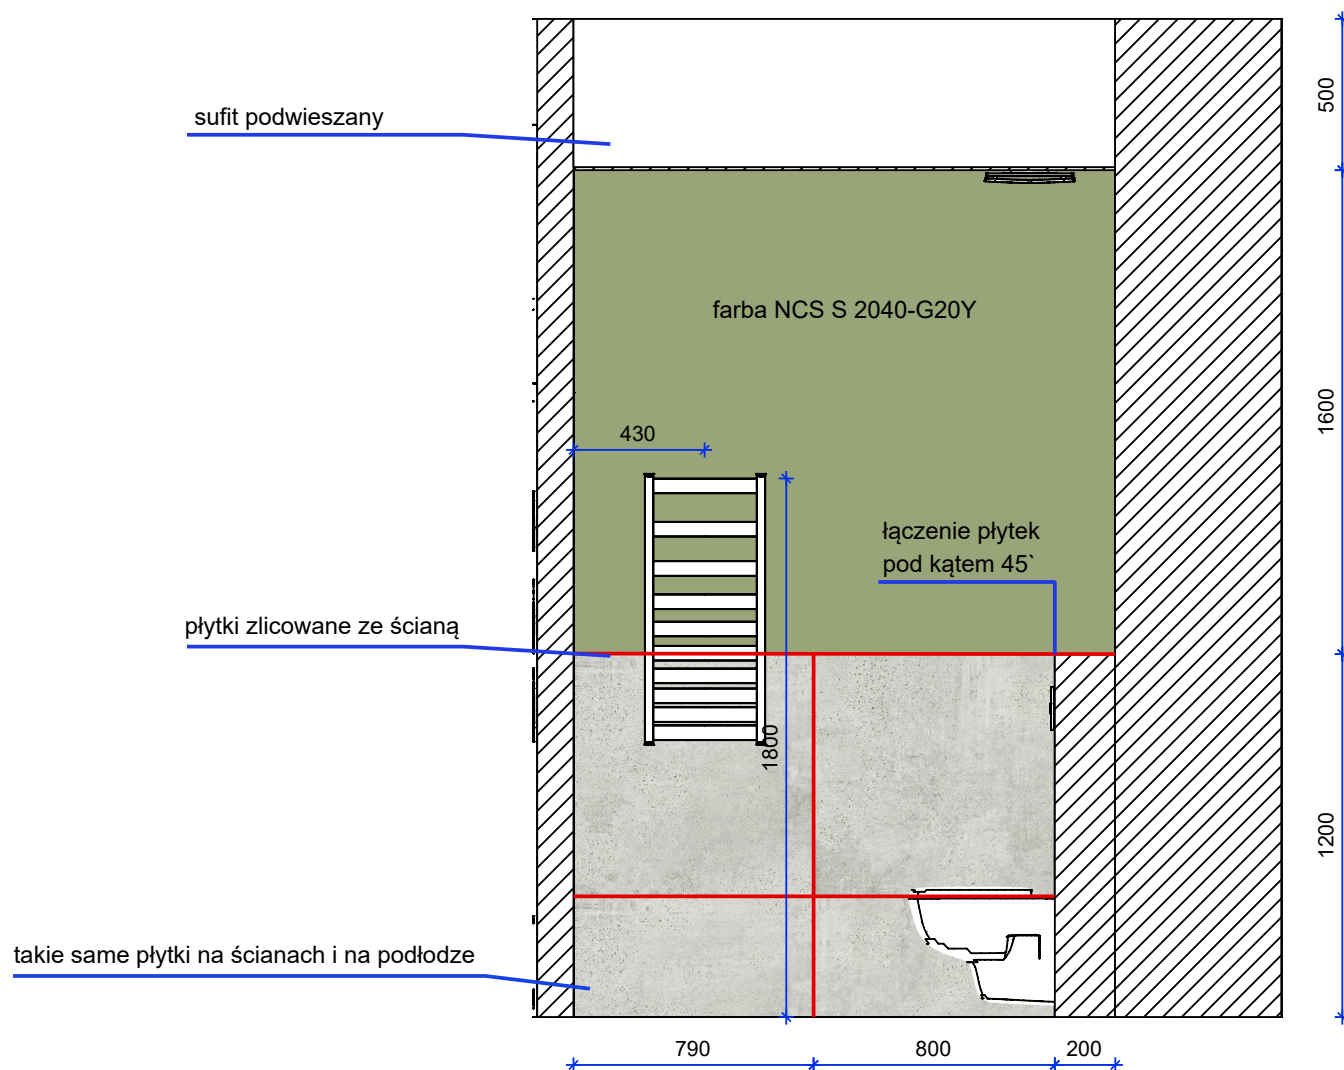 sufit podwieszany
500
farba NCS S 2040-G20Y
1600
430
łączenie płytek
pod kątem 45`
płytki zlicowane ze ścianą
1800
1200
takie same płytki na ścianach i na podłodze
790
800
200